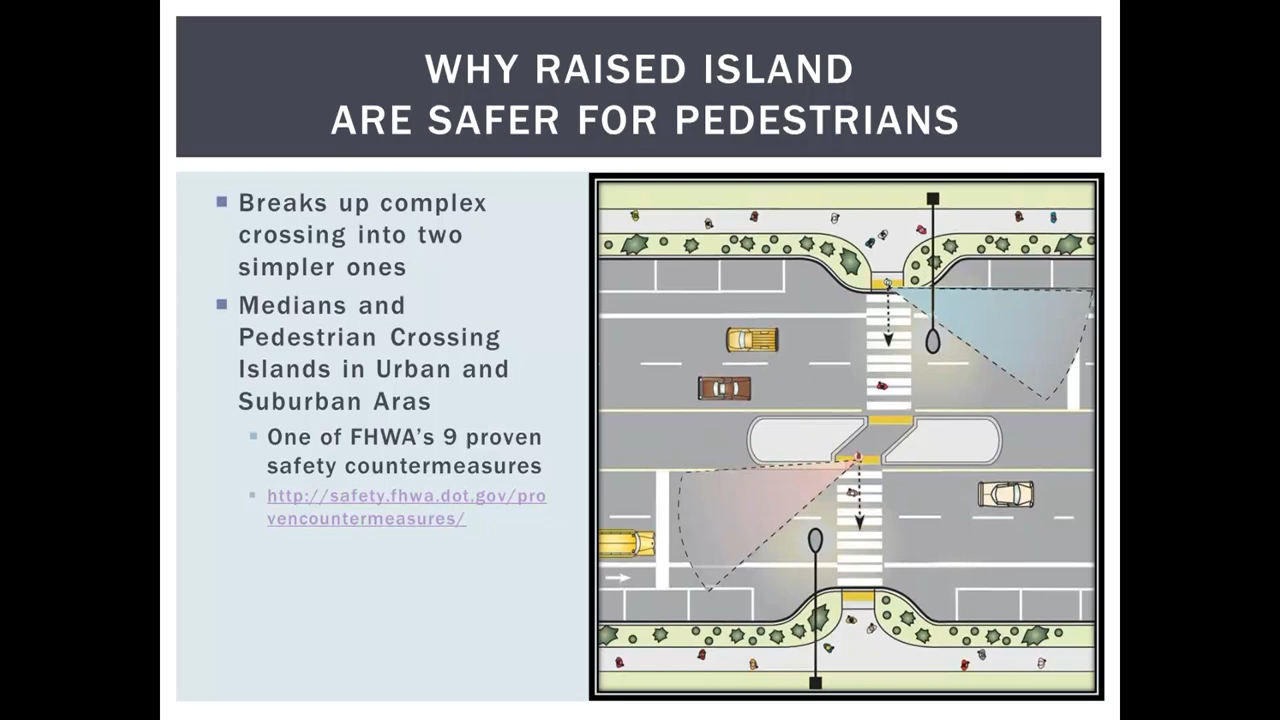 WHY RAISED ISLAND
ARE SAFER FOR PEDESTRIANS
Breaks up complex
crossing into two
simpler ones
Medians and
Pedestrian Crossing
Islands in Urban and
Suburban Aras
One of FHWA's 9 proven
safety countermeasures
http://safety.fhwa.dot.gov/pro
vencountermeasures/